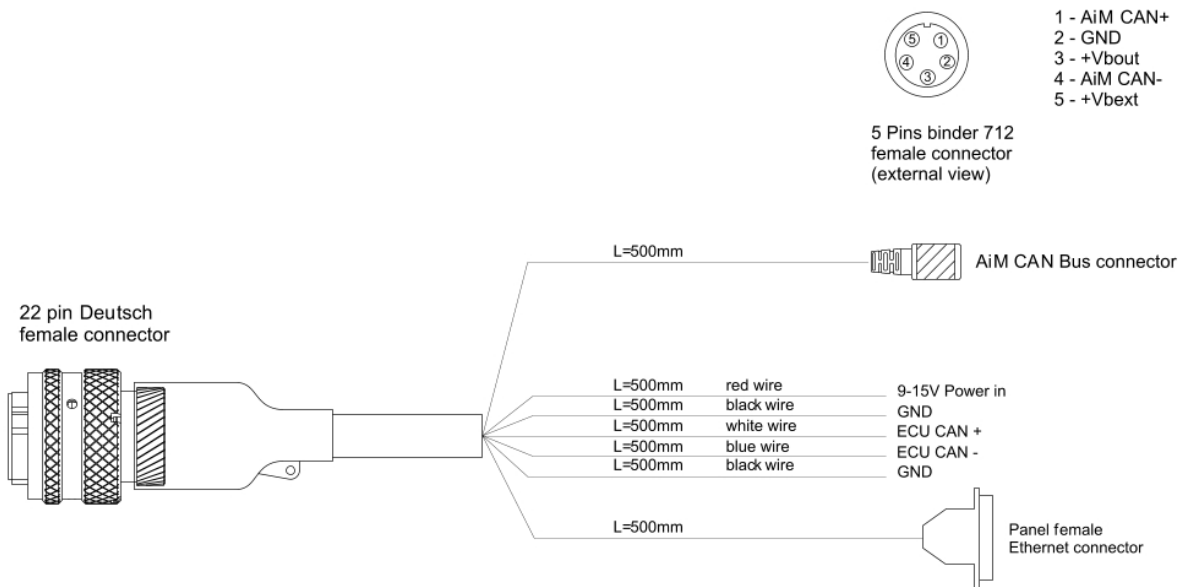 1 - AiM CAN+
2 - GND
3 - +Vbout
4 - AiM CAN-
5 - +Vbext
5
1
4
2
3
5 Pins binder 712
female connector
(external view)
L=500mm
AiM CAN Bus connector
22 pin Deutsch
female connector
L=500mm red wire 9-15V Power in
L=500mm black wire GND
L=500mm white wire ECU CAN +
L=500mm blue wire ECU CAN -
L=500mm black wire GND
L=500mm
Panel female
Ethernet connector